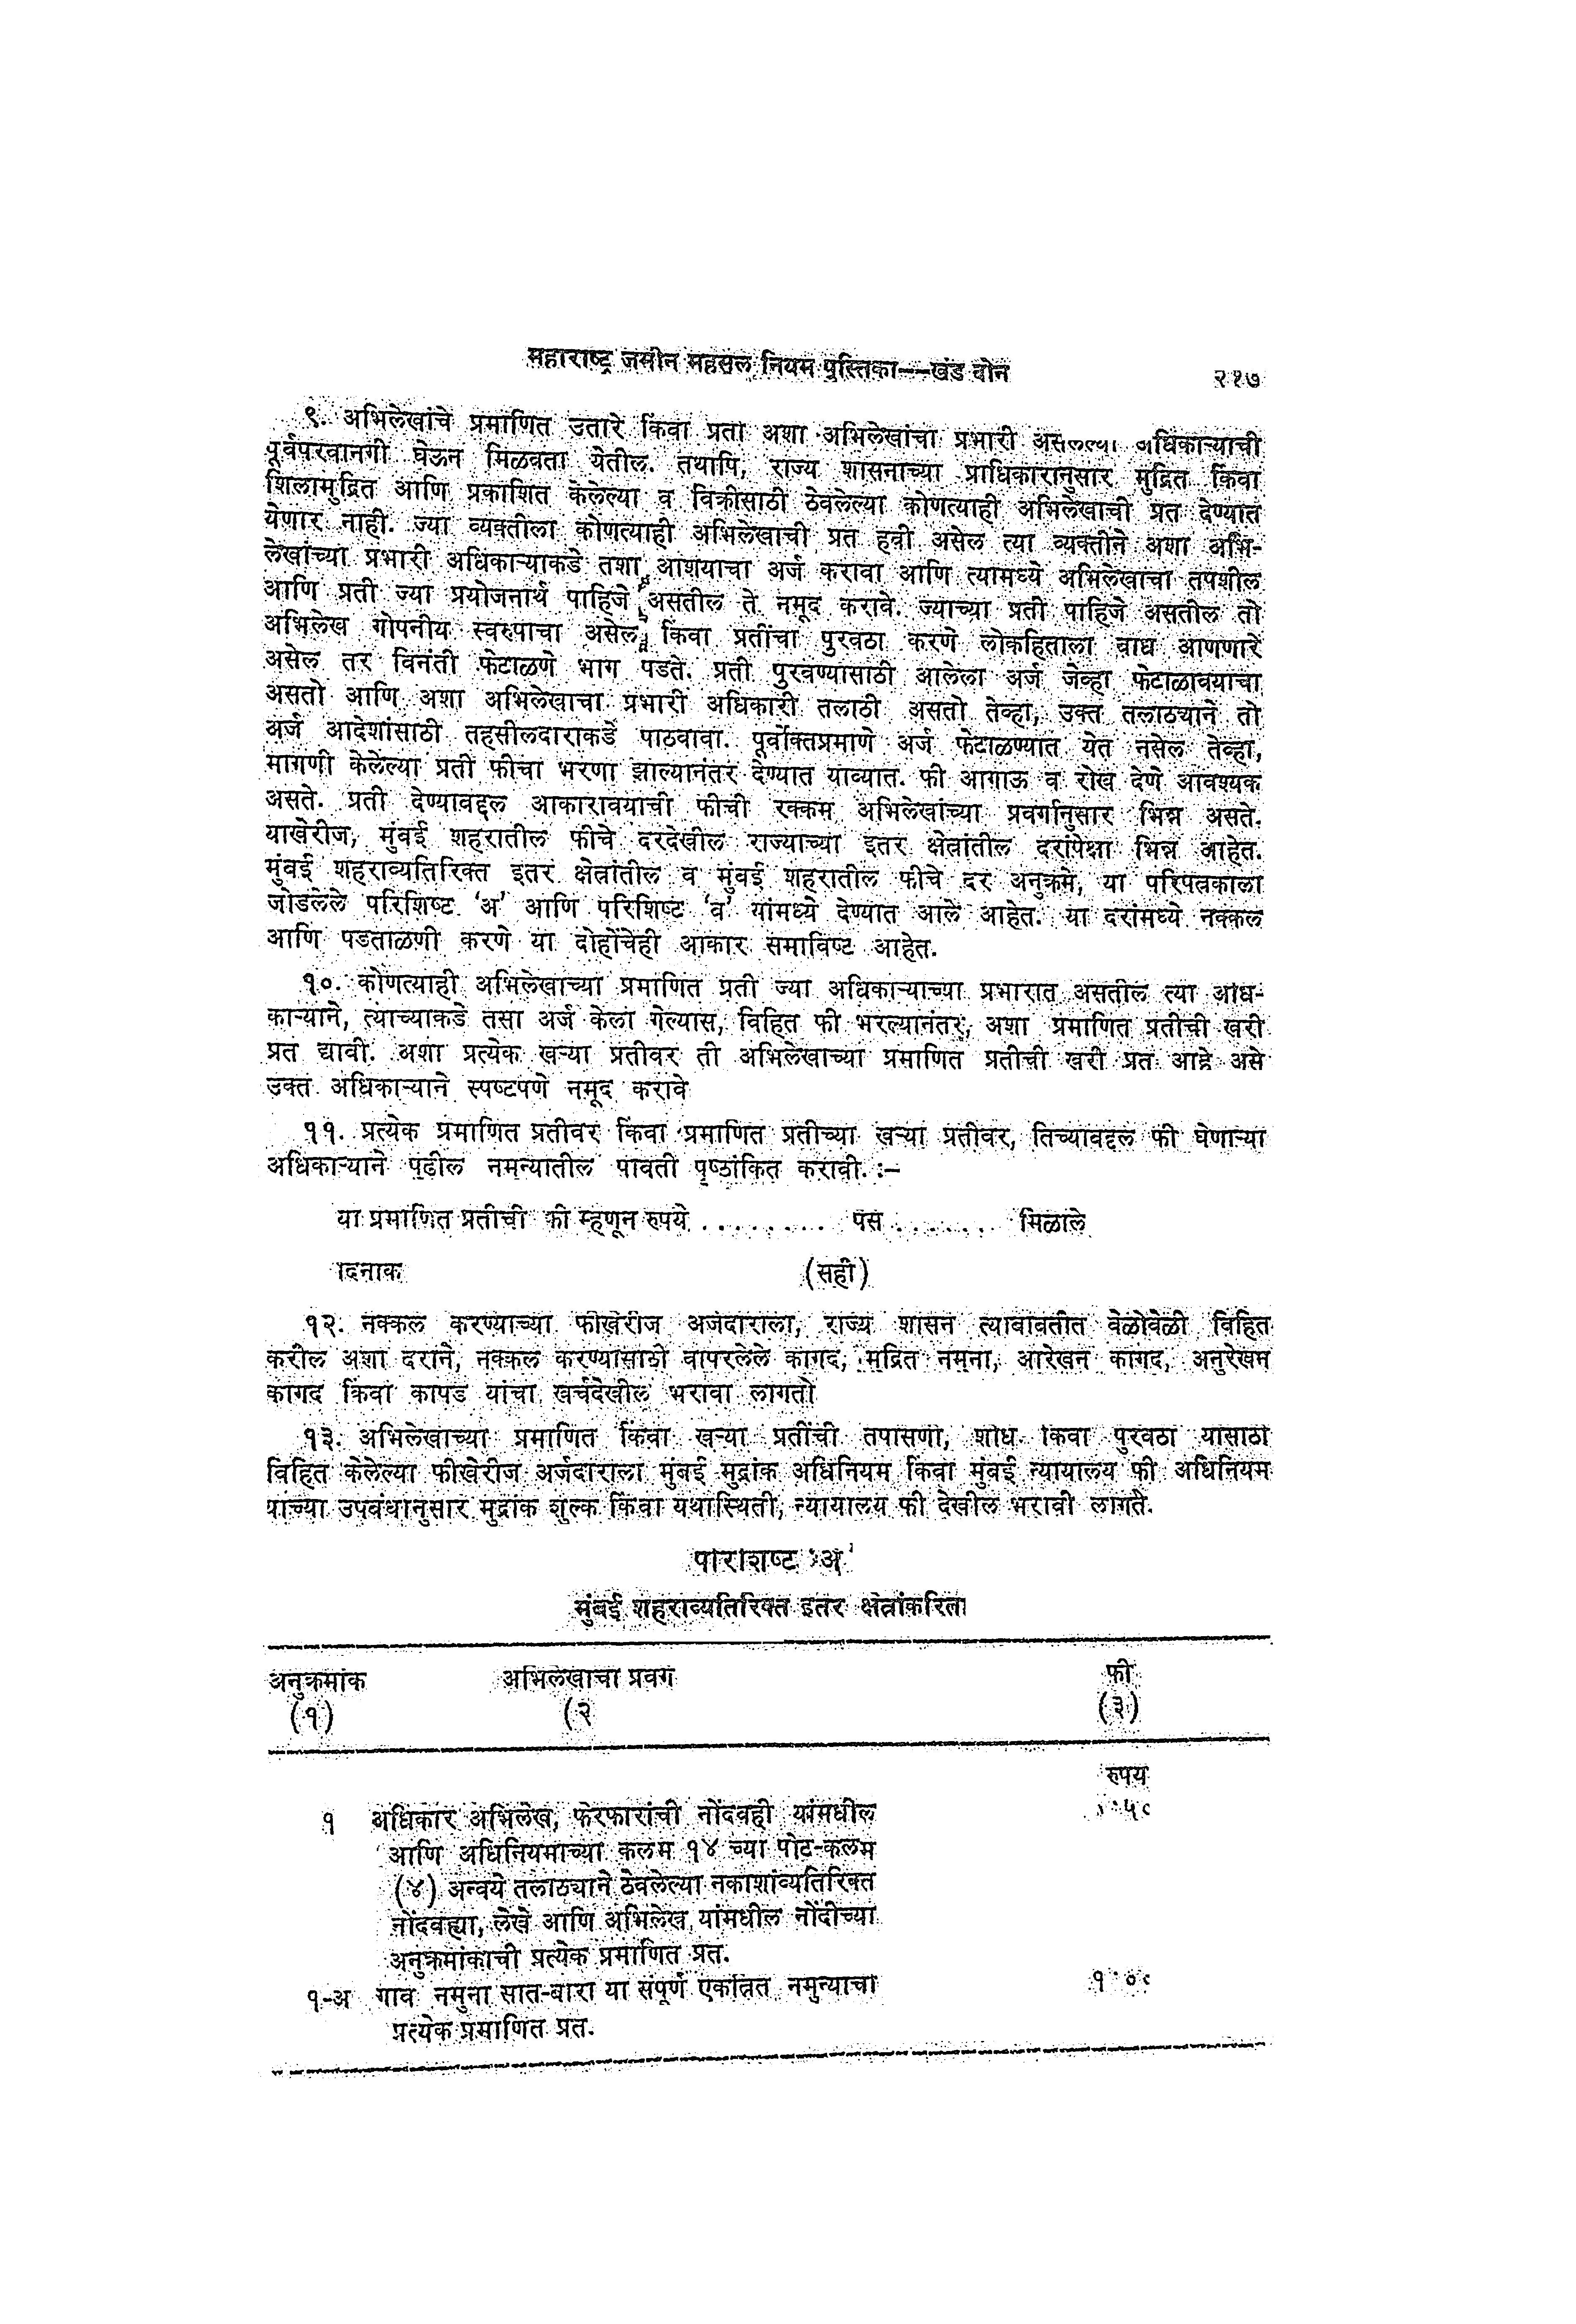 महाराष्ट्र जमीन महसूल नियम पुस्तिका--खंड दोन २१७
९. अभिलेखांचे प्रमाणित उतारे किंवा प्रती अशा अभिलेखांचा प्रभारी असलेल्या अधिकाऱ्याची
पूर्वपरवानगी घेऊन मिळवता येतील. तथापि, राज्य शासनाच्या प्राधिकारानुसार मुद्रित किंवा
शिलामुद्रित आणि प्रकाशित केलेल्या व विक्रीसाठी ठेवलेल्या कोणत्याही अभिलेखाची प्रत देण्यात
येणार नाही. ज्या व्यक्तीला कोणत्याही अभिलेखाची प्रत हवी असेल त्या व्यक्तीने अशा अभि-
लेखांच्या प्रभारी अधिकाऱ्याकडे तशा आशयाचा अर्ज करावा आणि त्यामध्ये अभिलेखाचा तपशील
आणि प्रती ज्या प्रयोजनार्थ पाहिजे असतील ते नमूद करावे. ज्याच्या प्रती पाहिजे असतील तो
अभिलेख गोपनीय स्वरुपाचा असेल किंवा प्रतींचा पुरवठा करणे लोकहिताला बाध आणणारे
असेल तर विनंती फेटाळणे भाग पडते. प्रती पुरवण्यासाठी आलेला अर्ज जेव्हा फेटाळावयाचा
असतो आणि अशा अभिलेखाचा प्रभारी अधिकारी तलाठी असतो तेव्हा, उक्त तलाठ्याने तो
अर्ज आदेशांसाठी तहसीलदाराकडे पाठवावा. पूर्वोक्तप्रमाणे अर्ज फेटाळण्यात येत नसेल तेव्हा,
मागणी केलेल्या प्रती फीचा भरणा झाल्यानंतर देण्यात याव्यात. फी आगाऊ व रोख देणे आवश्यक
असते. प्रती देण्याबद्दल आकारावयाची फीची रक्कम अभिलेखांच्या प्रवर्गानुसार भिन्न असते.
याखेरीज, मुंबई शहरातील फीचे दरदेखील राज्याच्या इतर क्षेत्रांतील दरांपेक्षा भिन्न आहेत.
मुंबई शहराव्यतिरिक्त इतर क्षेत्रांतील व मुंबई शहरातील फीचे दर अनुक्रमे, या परिपत्रकाला
जोडलेले परिशिष्ट 'अ' आणि परिशिष्ट 'ब' यांमध्ये देण्यात आले आहेत. या दरांमध्ये नक्कल
आणि पडताळणी करणे या दोहोंचेही आकार समाविष्ट आहेत.
१०. कोणत्याही अभिलेखाच्या प्रमाणित प्रती ज्या अधिकाऱ्याच्या प्रभारात असतील त्या अधि-
काऱ्याने, त्याच्याकडे तसा अर्ज केला गेल्यास, विहित फी भरल्यानंतर, अशा प्रमाणित प्रतीची खरी
प्रत द्यावी. अशा प्रत्येक खऱ्या प्रतीवर ती अभिलेखाच्या प्रमाणित प्रतीची खरी प्रत आहे असे
उक्त अधिकाऱ्याने स्पष्टपणे नमूद करावे
११. प्रत्येक प्रमाणित प्रतीवर किंवा प्रमाणित प्रतीच्या खऱ्या प्रतीवर, तिच्याबद्दल फी घेणाऱ्या
अधिकाऱ्याने पुढील नमुन्यातील पावती पृष्ठांकित करावी. :-
या प्रमाणित प्रतीची फी म्हणून रुपये ......... पैसे ........ मिळाले
दिनांक (सही)
१२. नक्कल करण्याच्या फीखेरीज अर्जदाराला, राज्य शासन त्याबाबतीत वेळोवेळी विहित
करील अशा दराने, नक्कल करण्यासाठी वापरलेले कागद, मुद्रित नमुना, आरेखन कागद, अनुरेखन
कागद किंवा कापड यांचा खर्चदेखील भरावा लागतो
१३. अभिलेखाच्या प्रमाणित किंवा खऱ्या प्रतींची तपासणी, शोध किंवा पुरवठा यासाठी
विहित केलेल्या फीखेरीज अर्जदाराला मुंबई मुद्रांक अधिनियम किंवा मुंबई न्यायालय फी अधिनियम
यांच्या उपबंधानुसार मुद्रांक शुल्क किंवा यथास्थिती, न्यायालय फी देखील भरावी लागते.
परिशिष्ट 'अ'
मुंबई शहराव्यतिरिक्त इतर क्षेत्रांकरिता
अनुक्रमांक अभिलेखाचा प्रवर्ग फी
(१) (२ (३)
रुपये
१ अधिकार अभिलेख, फेरफारांची नोंदवही यांमधील
आणि अधिनियमाच्या कलम १४ च्या पोट-कलम
(४) अन्वये तलाठ्याने ठेवलेल्या नकाशांव्यतिरिक्त
नोंदवह्या, लेखे आणि अभिलेख यांमधील नोंदीच्या
अनुक्रमांकाची प्रत्येक प्रमाणित प्रत.
१-अ गाव नमुना सात-बारा या संपूर्ण एकत्रित नमुन्याचा १.००
प्रत्येक प्रमाणित प्रत.